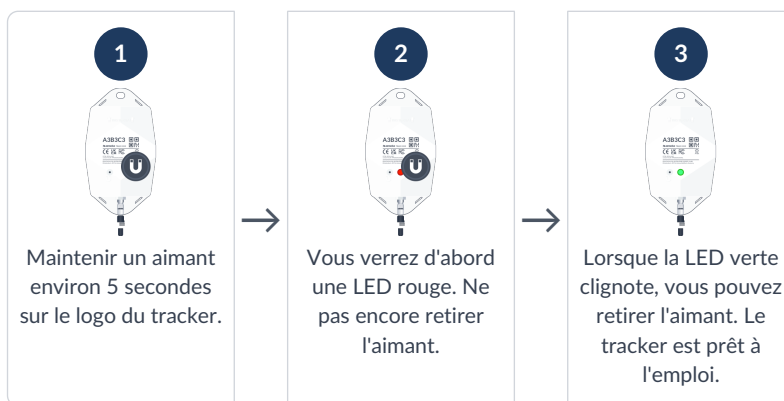 1
A3B3C3
Maintenir un aimant
environ 5 secondes
sur le logo du tracker.
2
A3B3C3
Vous verrez d'abord
une LED rouge. Ne
pas encore retirer
l'aimant.
3
A3B3C3
Lorsque la LED verte
clignote, vous pouvez
retirer l'aimant. Le
tracker est prêt à
l'emploi.